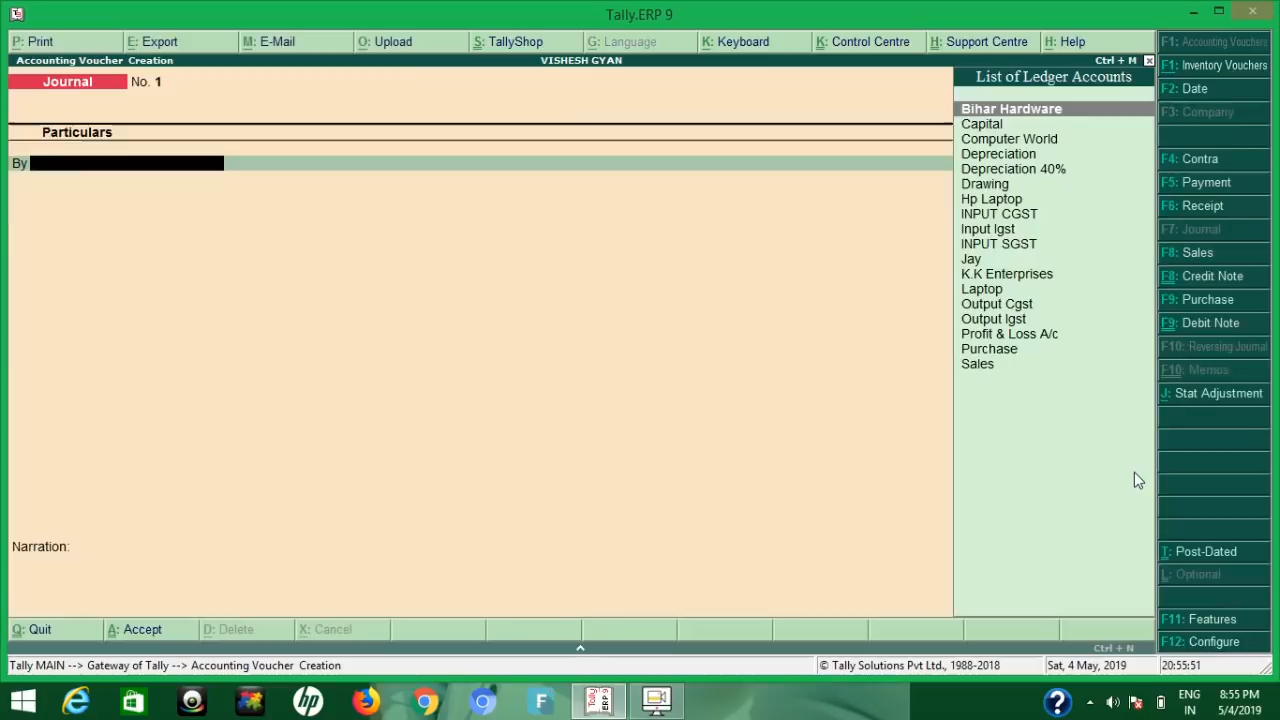 Tally.ERP 9
P: Print E: Export M: E-Mail O: Upload S: TallyShop G: Language K: Keyboard K: Control Centre H: Support Centre H: Help
Accounting Voucher Creation VISHESH GYAN Ctrl + M
Journal No. 1
Particulars
By
List of Ledger Accounts
Bihar Hardware
Capital
Computer World
Depreciation
Depreciation 40%
Drawing
Hp Laptop
INPUT CGST
Input Igst
INPUT SGST
Jay
K.K Enterprises
Laptop
Output Cgst
Output Igst
Profit & Loss A/c
Purchase
Sales
F1: Accounting Vouchers
F1: Inventory Vouchers
F2: Date
F3: Company
F4: Contra
F5: Payment
F6: Receipt
F7: Journal
F8: Sales
F8: Credit Note
F9: Purchase
F9: Debit Note
F10: Reversing Journal
F10: Memos
J: Stat Adjustment
T: Post-Dated
L: Optional
F11: Features
F12: Configure
Narration:
Q: Quit A: Accept D: Delete X: Cancel
Ctrl + N
Tally MAIN --> Gateway of Tally --> Accounting Voucher Creation © Tally Solutions Pvt Ltd., 1988-2018 Sat, 4 May, 2019 20:55:51
hp F Tally ERP9 ? ENG 8:55 PM
IN 5/4/2019